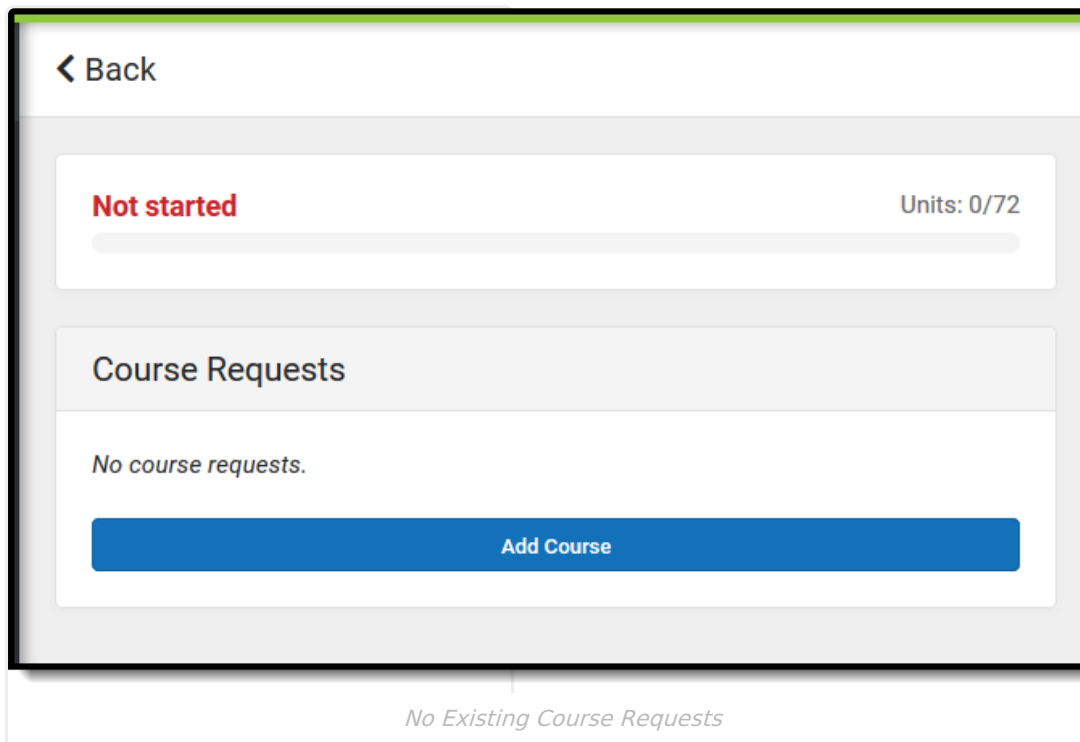 Back
Not started
Units: 0/72
Course Requests
No course requests.
Add Course
No Existing Course Requests